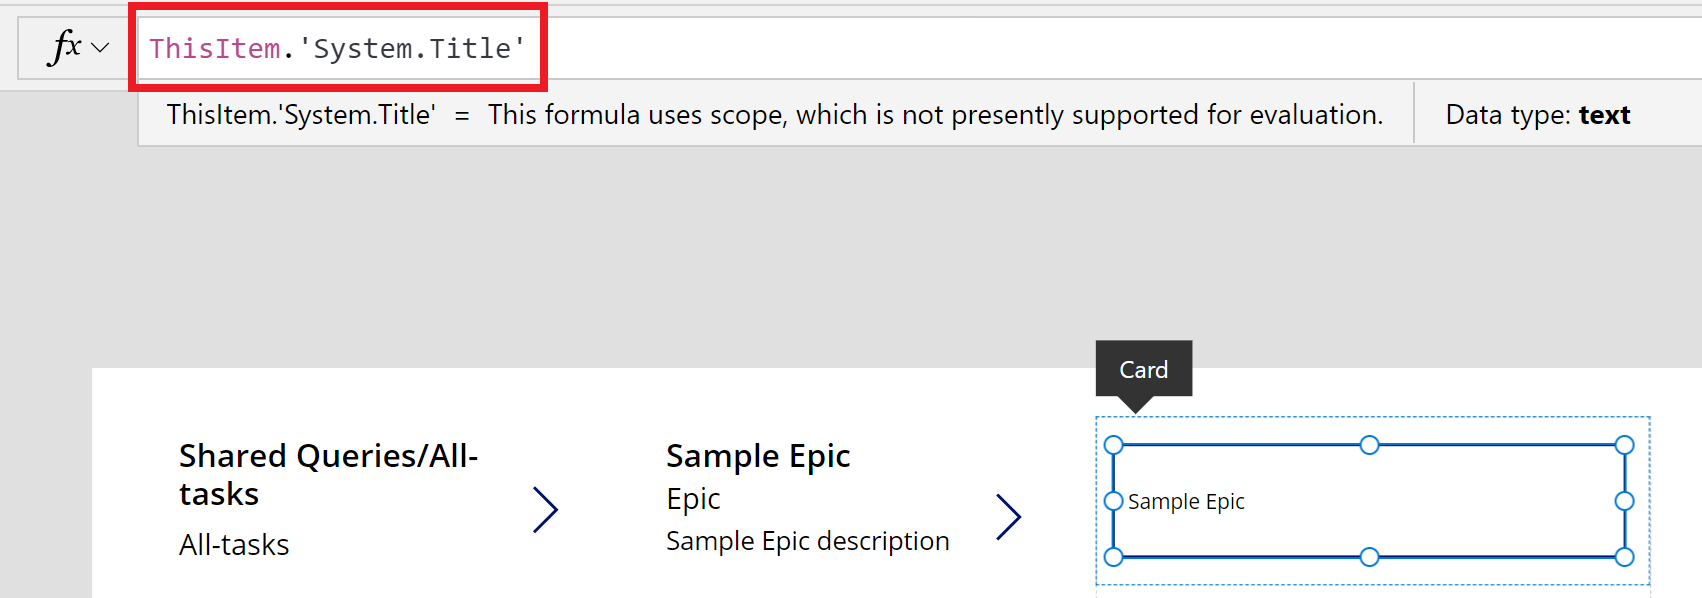 fx
ThisItem.'System.Title'
ThisItem.'System.Title' = This formula uses scope, which is not presently supported for evaluation.
Data type: text
Card
Shared Queries/All-
tasks
All-tasks
Sample Epic
Epic
Sample Epic description
Sample Epic